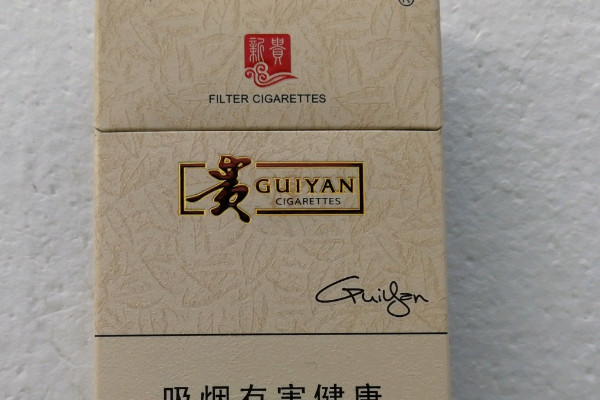 ®
新貴
FILTER CIGARETTES
贵 GUIYAN
CIGARETTES
GuiYan
吸烟有害健康